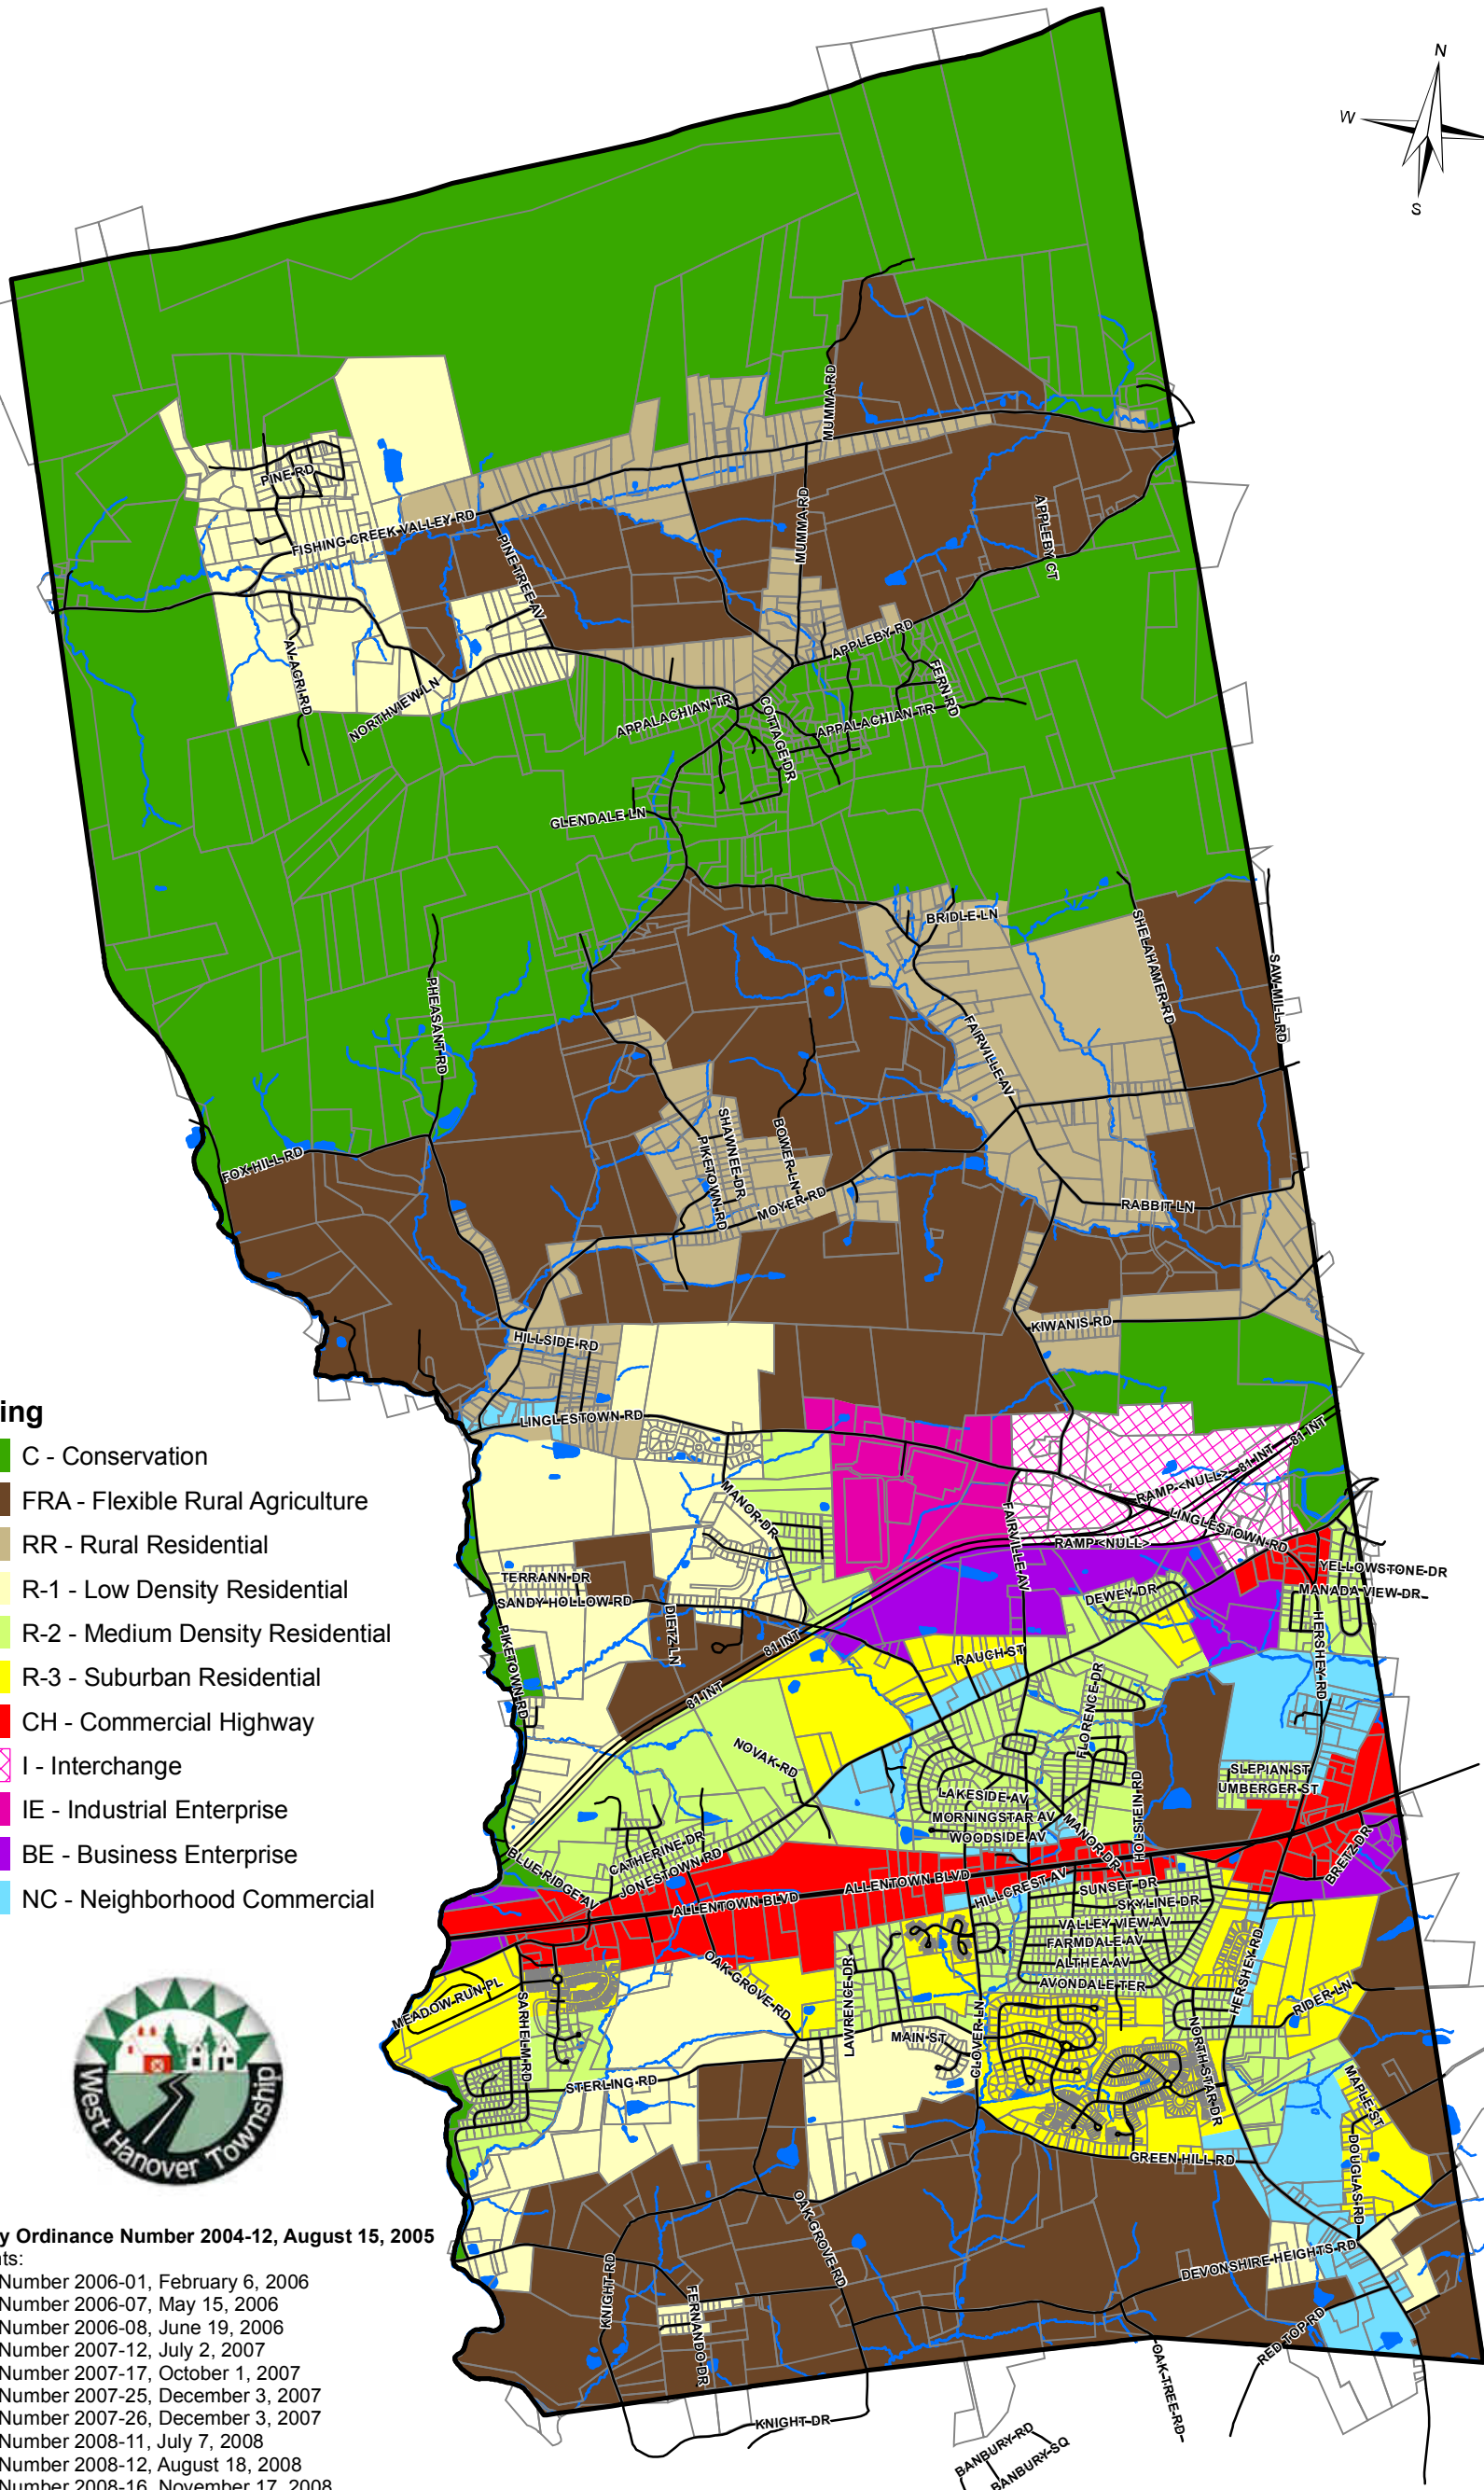 N
W
S
MUMMA RD
PINE RD
FISHING CREEK VALLEY RD
MUMMA RD
APPLEBY CT
PINE TREE AV
APPLEBY RD
AV AGRI RD
NORTHVIEW LN
FERN RD
APPALACHIAN TR
COTTAGE DR
APPALACHIAN TR
GLENDALE LN
BRIDLE LN
SHELAHAMER RD
SAW MILL RD
PHEASANT RD
FAIRVILLE AV
SHAWNEE DR
BOWER LN
PIKETOWN RD
FOX HILL RD
MOYER RD
RABBIT LN
KIWANIS RD
HILLSIDE RD
LINGLESTOWN RD
81 INT
81 INT
RAMP <NULL>
LINGLESTOWN RD
MANOR DR
FAIRVILLE AV
RAMP <NULL>
YELLOWSTONE DR
MANADA VIEW DR
TERRANN DR
SANDY HOLLOW RD
DEWEY DR
DIETZ LN
HERSHEY RD
PIKETOWN RD
81 INT
RAUCH ST
81 INT
FLORENCE DR
NOVAK RD
SLEPIAN ST
UMBERGER ST
LAKESIDE AV
HOLSTEIN RD
MORNINGSTAR AV
MANOR DR
WOODSIDE AV
CATHERINE DR
JONESTOWN RD
BLUE RIDGE AV
BRETZ DR
ALLENTOWN BLVD
ALLENTOWN BLVD
HILLCREST AV
SUNSET DR
SKYLINE DR
VALLEY VIEW AV
FARMDALE AV
ALTHEA AV
AVONDALE TER
HERSHEY RD
OAK GROVE RD
LAWRENCE DR
MEADOW RUN PL
SARHELM RD
RIDER LN
MAIN ST
CLOVER LN
NORTH STAR DR
STERLING RD
MAPLE ST
GREEN HILL RD
DOUGLAS RD
OAK GROVE RD
KNIGHT RD
FERNANDO DR
DEVONSHIRE HEIGHTS RD
RED TOP RD
OAK TREE RD
KNIGHT DR
BANBURY RD
BANBURY SQ
ing
C - Conservation
FRA - Flexible Rural Agriculture
RR - Rural Residential
R-1 - Low Density Residential
R-2 - Medium Density Residential
R-3 - Suburban Residential
CH - Commercial Highway
I - Interchange
IE - Industrial Enterprise
BE - Business Enterprise
NC - Neighborhood Commercial
West Hanover Township
y Ordinance Number 2004-12, August 15, 2005
ts:
Number 2006-01, February 6, 2006
Number 2006-07, May 15, 2006
Number 2006-08, June 19, 2006
Number 2007-12, July 2, 2007
Number 2007-17, October 1, 2007
Number 2007-25, December 3, 2007
Number 2007-26, December 3, 2007
Number 2008-11, July 7, 2008
Number 2008-12, August 18, 2008
Number 2008-16, November 17, 2008